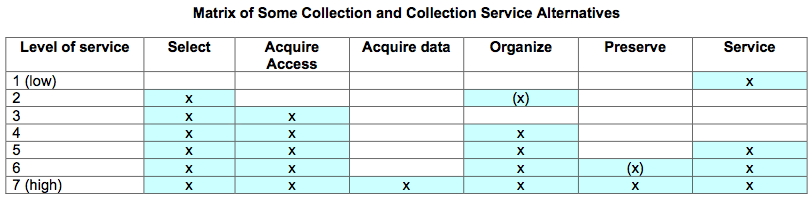 Matrix of Some Collection and Collection Service Alternatives
Level of service Select Acquire Access Acquire data Organize Preserve Service
1 (low) x
2 x (x)
3 x x
4 x x x
5 x x x x
6 x x x (x) x
7 (high) x x x x x x